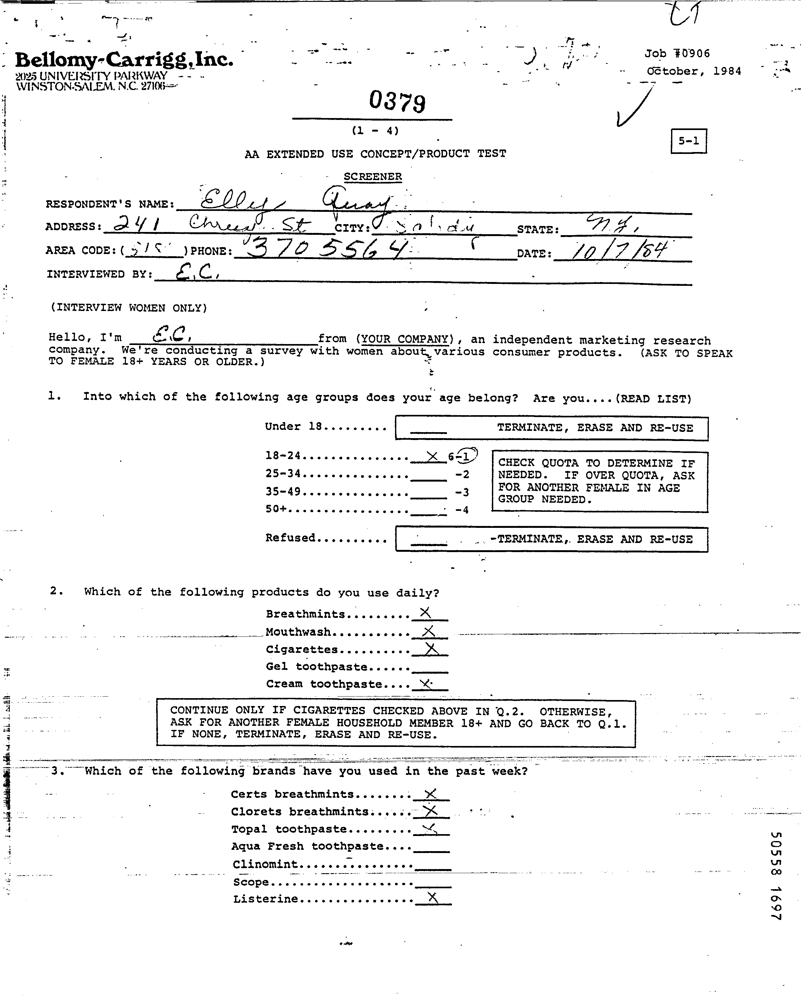 Bellomy-Carrigg, Inc.
2025 UNIVERSITY PARKWAY
WINSTON-SALEM, N.C. 27106
Job #0906
October, 1984
0379
(1 - 4)
5-1
AA EXTENDED USE CONCEPT/PRODUCT TEST
SCREENER
RESPONDENT'S NAME: Elly Quay
ADDRESS: 241 St CITY: STATE: N.Y.
AREA CODE: ( ) PHONE: 370 5564 DATE: 10/7/84
INTERVIEWED BY: E.C.
(INTERVIEW WOMEN ONLY)
Hello, I'm E.C. from (YOUR COMPANY), an independent marketing research
company. We're conducting a survey with women about various consumer products. (ASK TO SPEAK
TO FEMALE 18+ YEARS OR OLDER.)
1. Into which of the following age groups does your age belong? Are you....(READ LIST)
Under 18......... ____ TERMINATE, ERASE AND RE-USE
18-24............... X 6-1
25-34............... ____ -2
35-49............... ____ -3
50+................. ____ -4
CHECK QUOTA TO DETERMINE IF
NEEDED. IF OVER QUOTA, ASK
FOR ANOTHER FEMALE IN AGE
GROUP NEEDED.
Refused.......... ____ -TERMINATE, ERASE AND RE-USE
2. Which of the following products do you use daily?
Breathmints......... X
Mouthwash........... X
Cigarettes.......... X
Gel toothpaste...... ____
Cream toothpaste.... X
CONTINUE ONLY IF CIGARETTES CHECKED ABOVE IN Q.2. OTHERWISE,
ASK FOR ANOTHER FEMALE HOUSEHOLD MEMBER 18+ AND GO BACK TO Q.1.
IF NONE, TERMINATE, ERASE AND RE-USE.
3. Which of the following brands have you used in the past week?
Certs breathmints........ X
Clorets breathmints...... X
Topal toothpaste......... X
Aqua Fresh toothpaste.... ____
Clinomint................ ____
Scope.................... ____
Listerine................ X
50558 1697